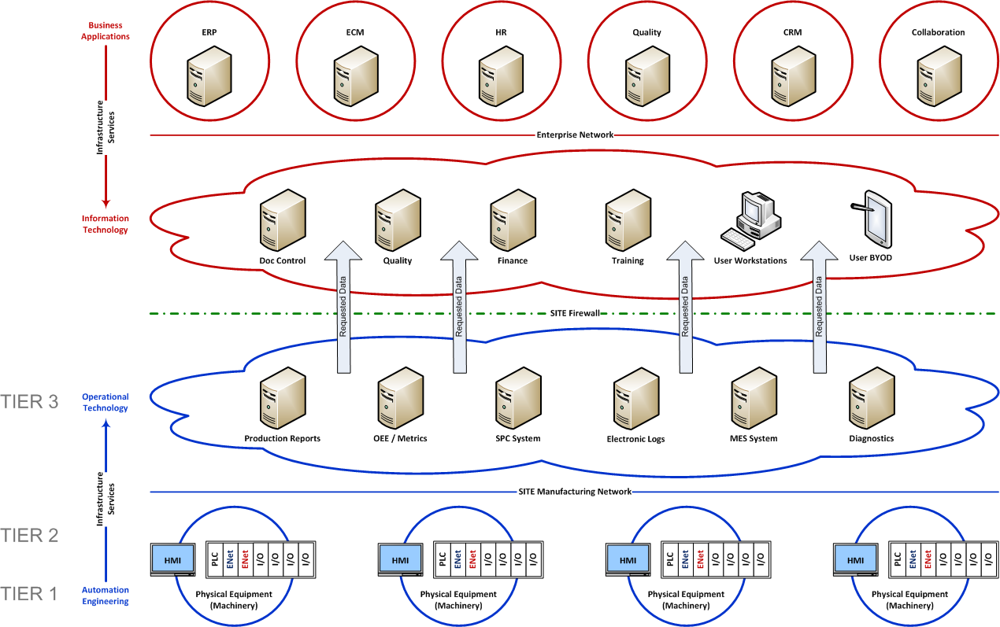 Business
Applications
ERP
ECM
HR
Quality
CRM
Collaboration
Infrastructure
Services
Enterprise Network
Information
Technology
Doc Control
Quality
Finance
Training
User Workstations
User BYOD
Requested Data
Requested Data
Requested Data
Requested Data
SITE Firewall
TIER 3
Operational
Technology
Production Reports
OEE / Metrics
SPC System
Electronic Logs
MES System
Diagnostics
Infrastructure
Services
SITE Manufacturing Network
TIER 2
HMI
PLC
ENet
ENet
I/O
I/O
I/O
I/O
HMI
PLC
ENet
ENet
I/O
I/O
I/O
I/O
HMI
PLC
ENet
ENet
I/O
I/O
I/O
I/O
HMI
PLC
ENet
ENet
I/O
I/O
I/O
I/O
TIER 1
Automation
Engineering
Physical Equipment
(Machinery)
Physical Equipment
(Machinery)
Physical Equipment
(Machinery)
Physical Equipment
(Machinery)